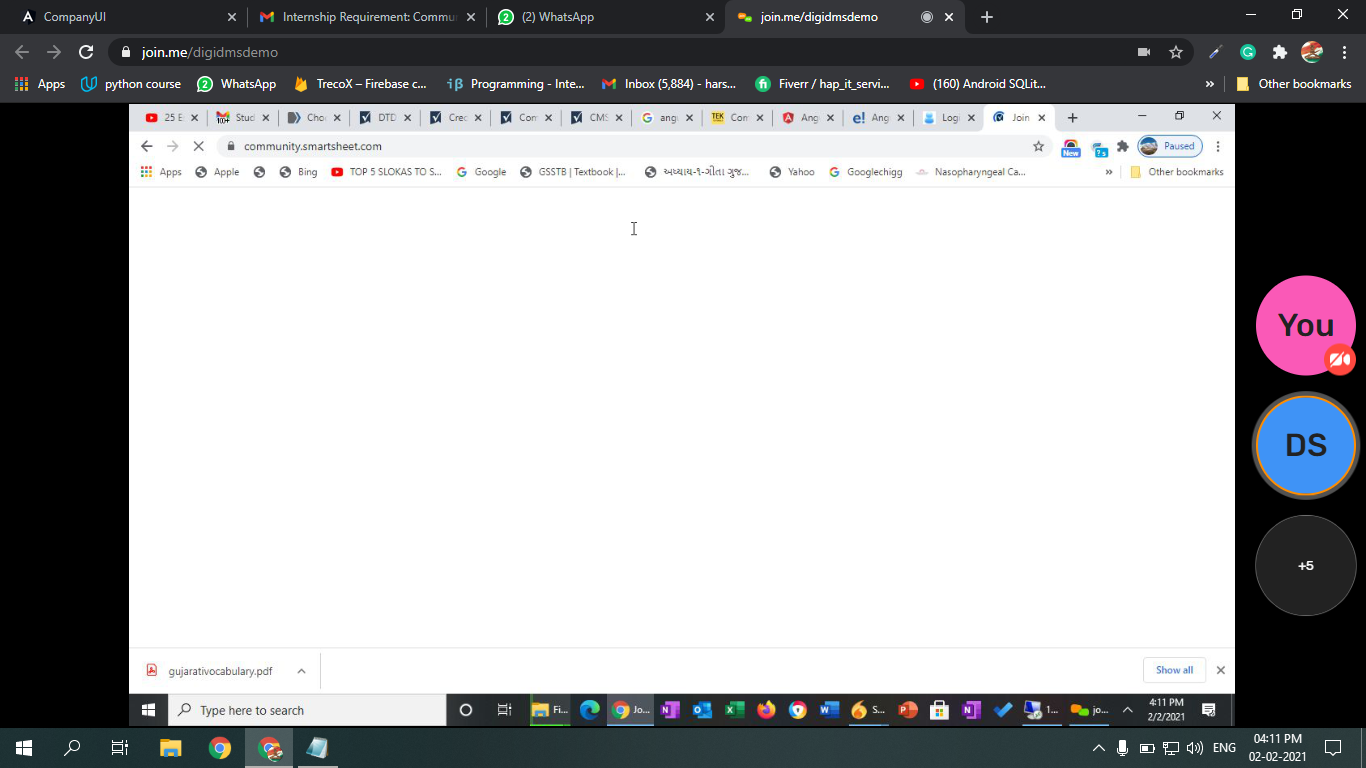 CompanyUI
Internship Requirement: Commu
(2) WhatsApp
join.me/digidmsdemo
join.me/digidmsdemo
Apps
python course
WhatsApp
TrecoX – Firebase c...
Programming - Inte...
Inbox (5,884) - hars...
Fiverr / hap_it_servi...
(160) Android SQLit...
»
Other bookmarks
25 E
Stud
Cho
DTD
Crec
Com
CMS
ang
Com
Ang
Ang
Logi
Join
community.smartsheet.com
New
Paused
Apps
Apple
Bing
TOP 5 SLOKAS TO S...
Google
GSSTB | Textbook |...
અધ્યાય-૧-ગીતા ગુજ...
Yahoo
Googlechigg
Nasopharyngeal Ca...
»
Other bookmarks
You
DS
+5
gujarativocabulary.pdf
Show all
Type here to search
Fi...
Jo...
S...
1...
jo...
4:11 PM
2/2/2021
ENG
04:11 PM
02-02-2021